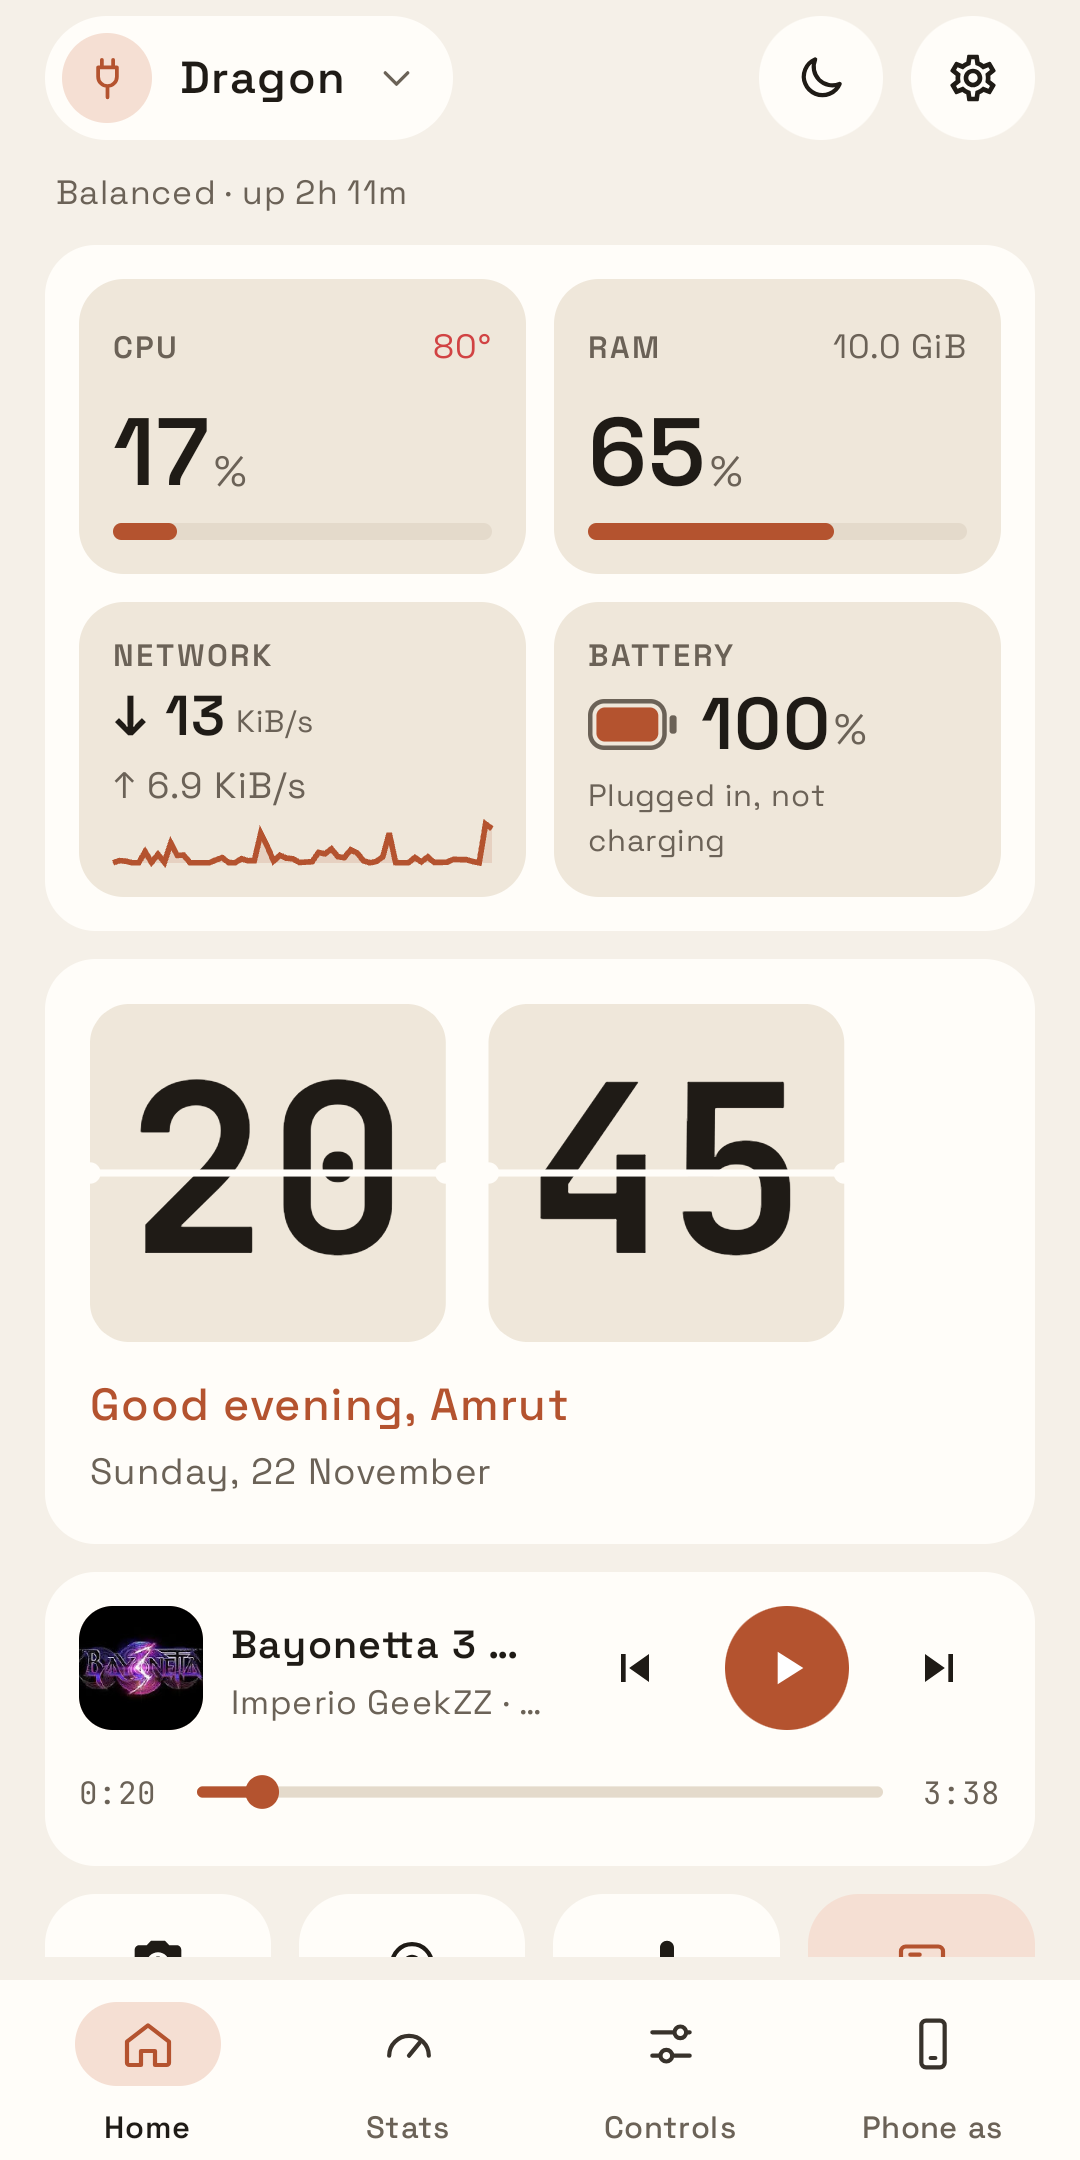 Dragon
Balanced · up 2h 11m
CPU 80°
17%
RAM 10.0 GiB
65%
NETWORK
↓ 13 KiB/s
↑ 6.9 KiB/s
BATTERY
100%
Plugged in, not
charging
20 45
Good evening, Amrut
Sunday, 22 November
BAYONETTA 3
Bayonetta 3 ...
Imperio GeekZZ · ...
0:20 3:38
Home Stats Controls Phone as